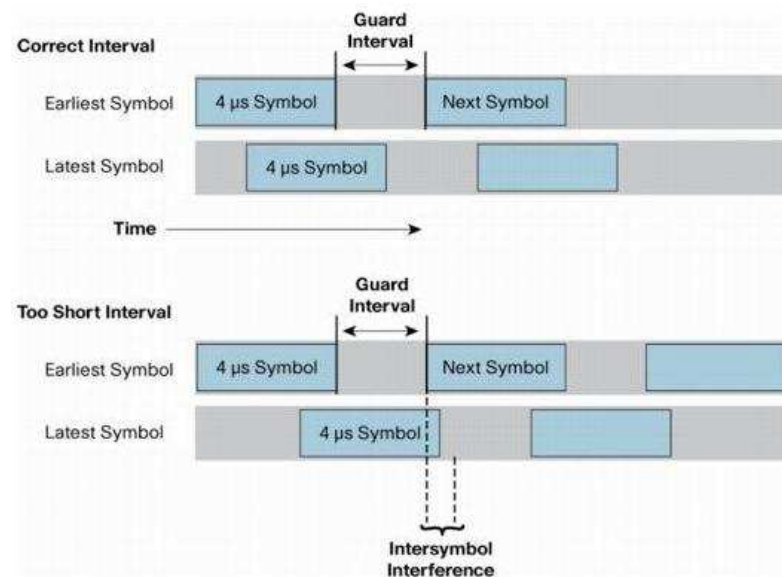 Guard
Interval
Correct Interval
Earliest Symbol 4 µs Symbol Next Symbol
Latest Symbol 4 µs Symbol
Time
Guard
Interval
Too Short Interval
Earliest Symbol 4 µs Symbol Next Symbol
Latest Symbol 4 µs Symbol
Intersymbol
Interference